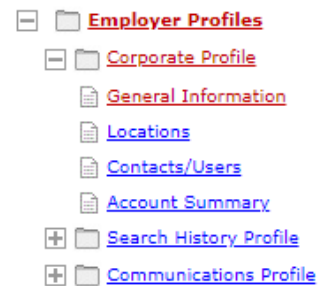 Employer Profiles
Corporate Profile
General Information
Locations
Contacts/Users
Account Summary
Search History Profile
Communications Profile